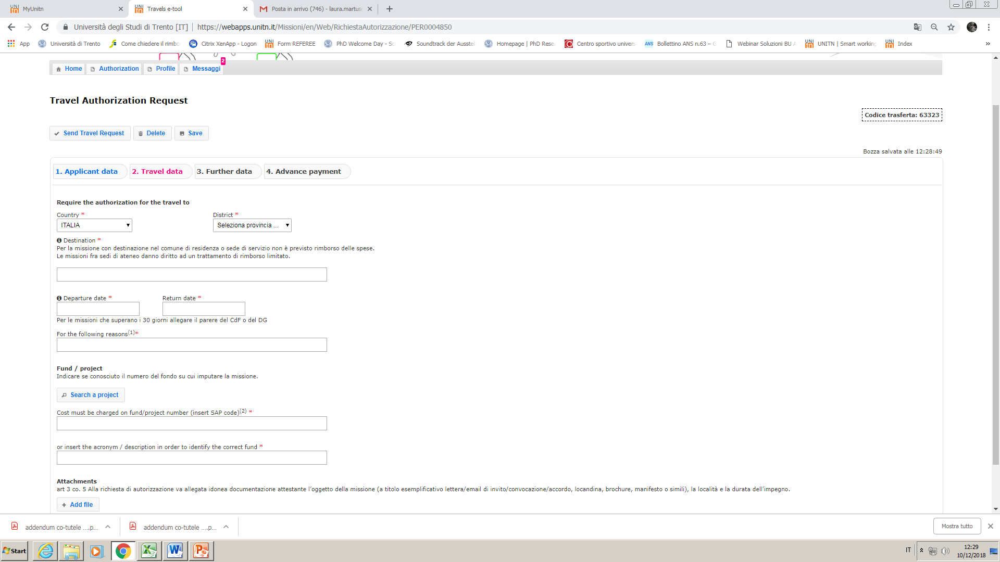 MyUnitn
Travels e-tool
Posta in arrivo (746) - laura.martus
Università degli Studi di Trento [IT] | https://webapps.unitn.it/Missioni/en/Web/RichiestaAutorizzazione/PER0004850
App
Università di Trento
Come chiedere il rimbo
Citrix XenApp - Logon
UNI
Form REFEREE
PhD Welcome Day - Sc
Soundtrack der Ausstel
Homepage | PhD Rese
Centro sportivo univers
ANS
Bollettino ANS n.63 –
Webinar Soluzioni BU
UNITN | Smart working
Index
»
2
Home
Authorization
Profile
Messaggi
Travel Authorization Request
Codice trasferta: 63323
Send Travel Request
Delete
Save
Bozza salvata alle 12:28:49
1. Applicant data
2. Travel data
3. Further data
4. Advance payment
Require the authorization for the travel to
Country *
District *
ITALIA
Seleziona provincia ...
Destination *
Per la missione con destinazione nel comune di residenza o sede di servizio non è previsto rimborso delle spese.
Le missioni fra sedi di ateneo danno diritto ad un trattamento di rimborso limitato.
Departure date *
Return date *
Per le missioni che superano i 30 giorni allegare il parere del CdF o del DG
For the following reasons(1)*
Fund / project
Indicare se conosciuto il numero del fondo su cui imputare la missione.
Search a project
Cost must be charged on fund/project number (insert SAP code)(2) *
or insert the acronym / description in order to identify the correct fund *
Attachments
art 3 co. 5 Alla richiesta di autorizzazione va allegata idonea documentazione attestante l’oggetto della missione (a titolo esemplificativo lettera/email di invito/convocazione/accordo, locandina, brochure, manifesto o simili), la località e la durata dell’impegno.
+ Add file
addendum co-tutele ....p...
addendum co-tutele ....p...
Mostra tutto
Start
IT
12:29
10/12/2018